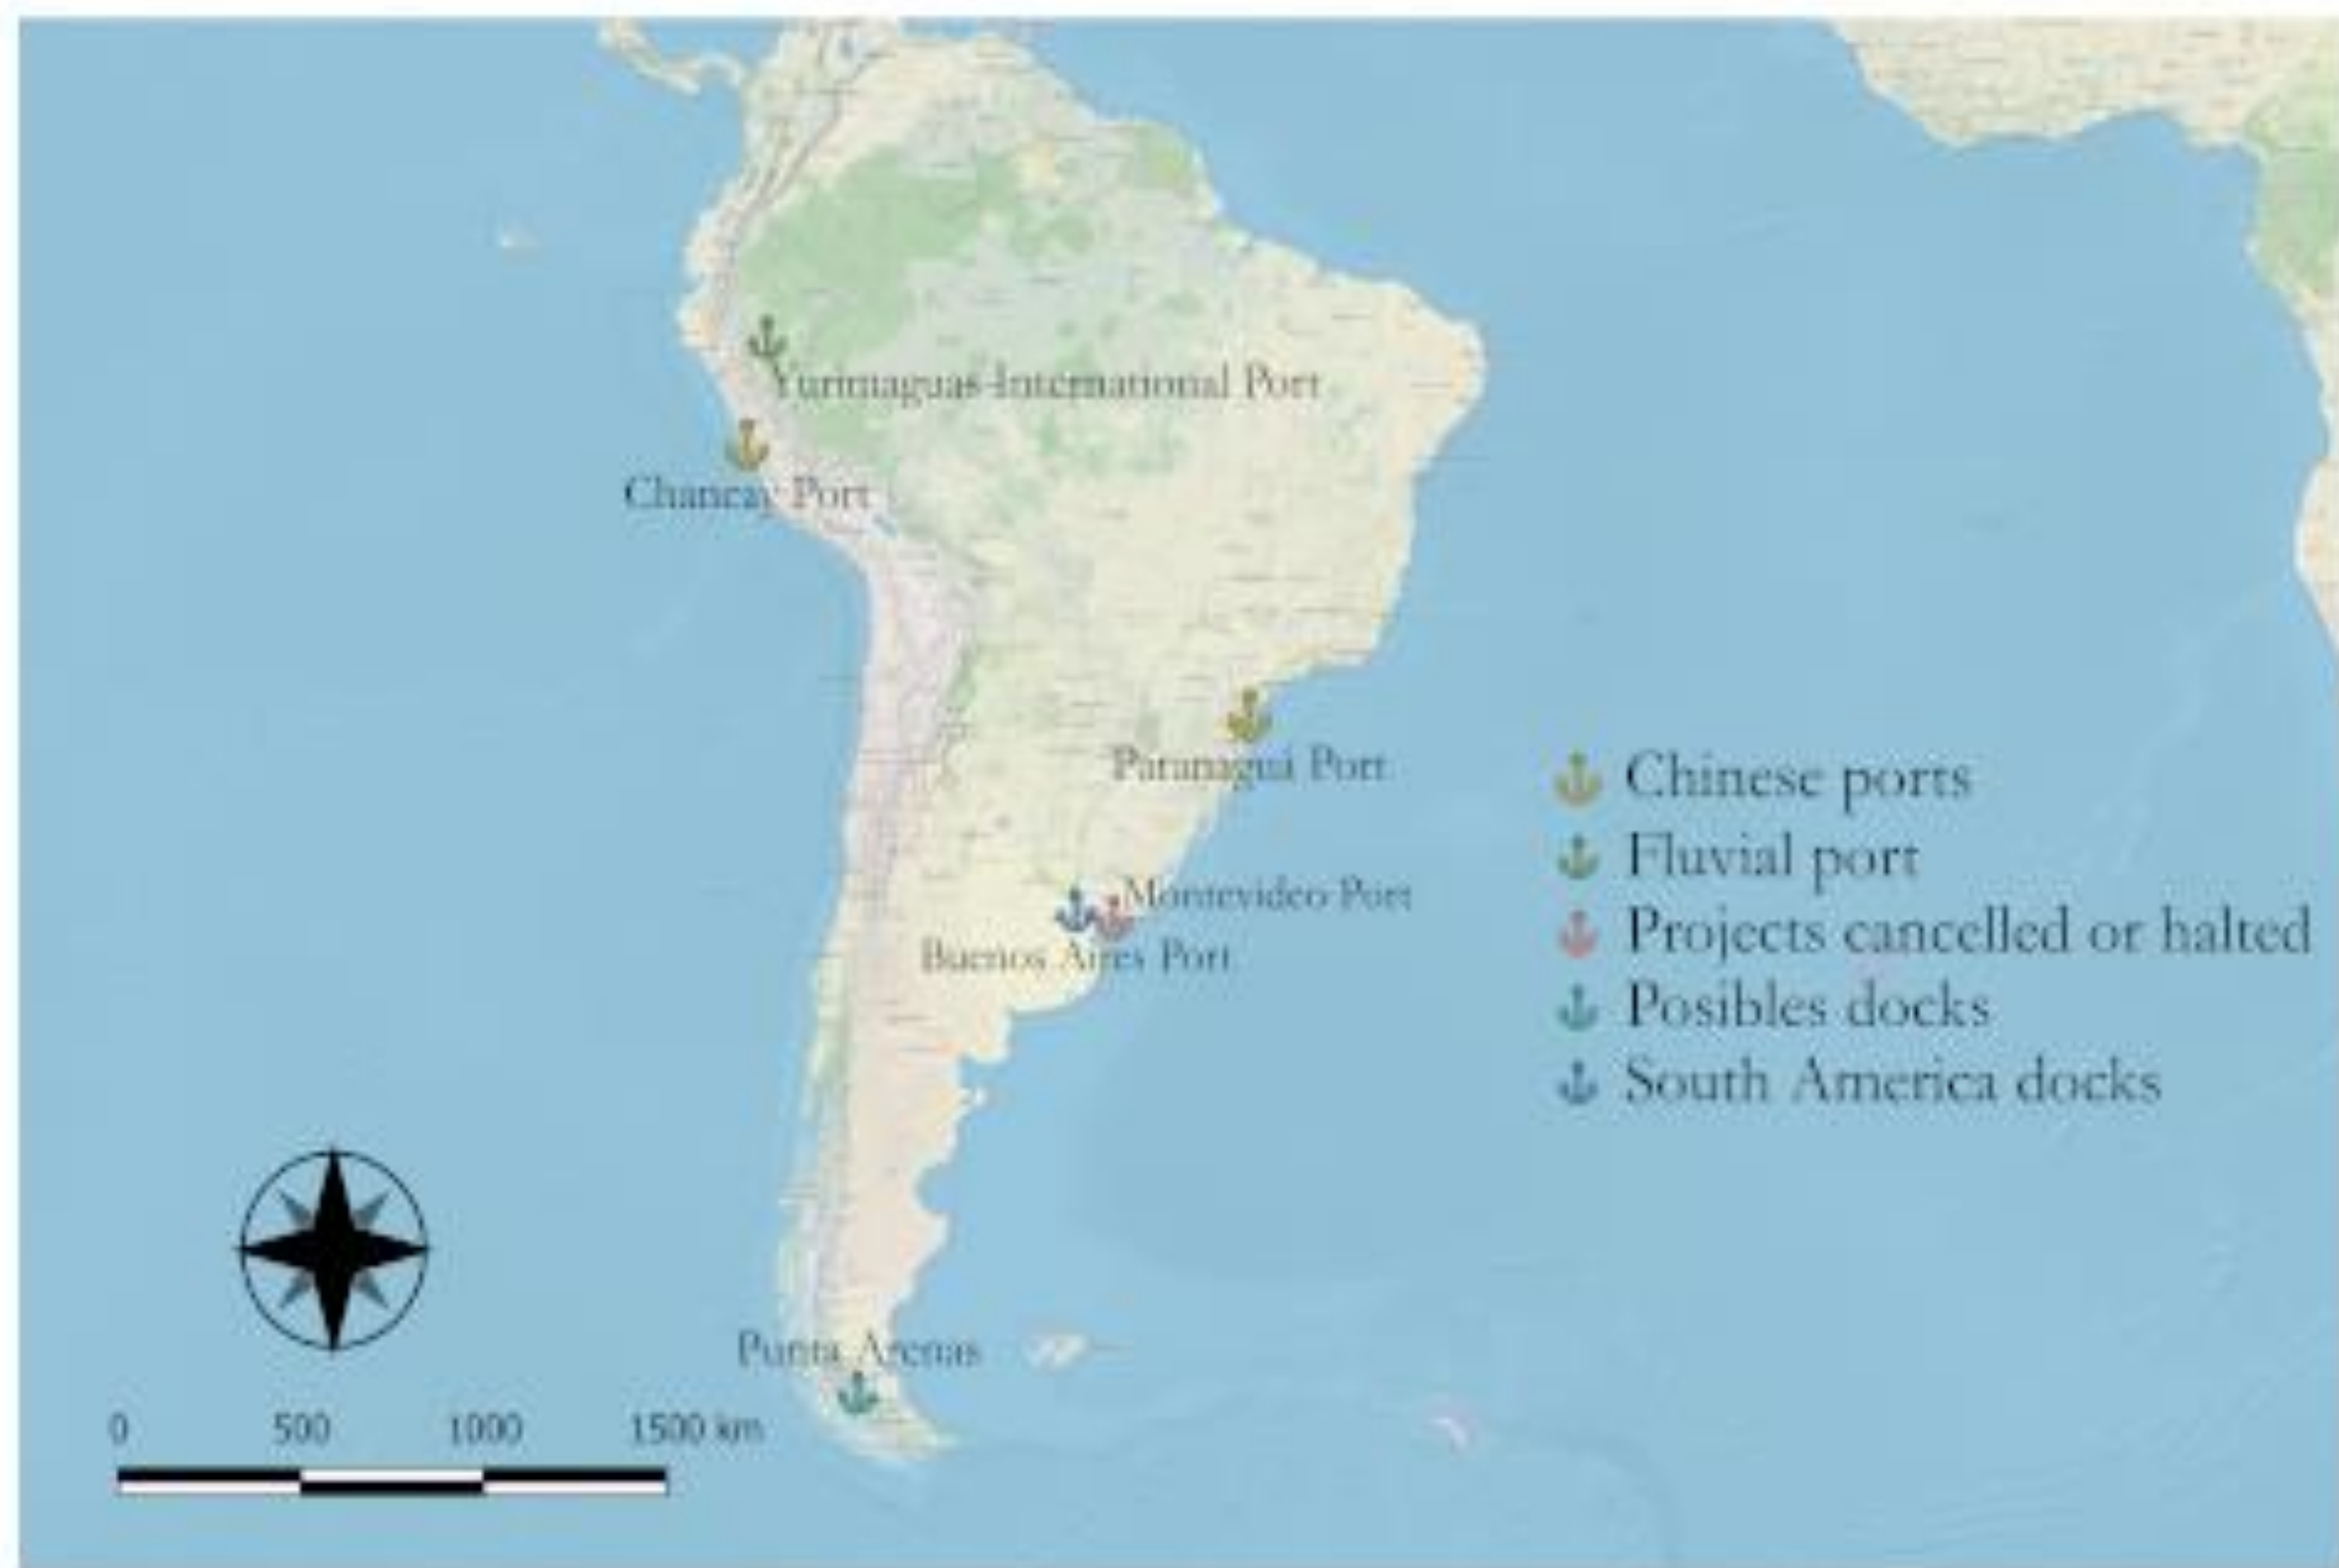 Yurimaguas-International Port
Chancay Port
Paranaguá Port
Montevideo Port
Buenos Aires Port
Punta Arenas
Chinese ports
Fluvial port
Projects cancelled or halted
Posibles docks
South America docks
0 500 1000 1500 km